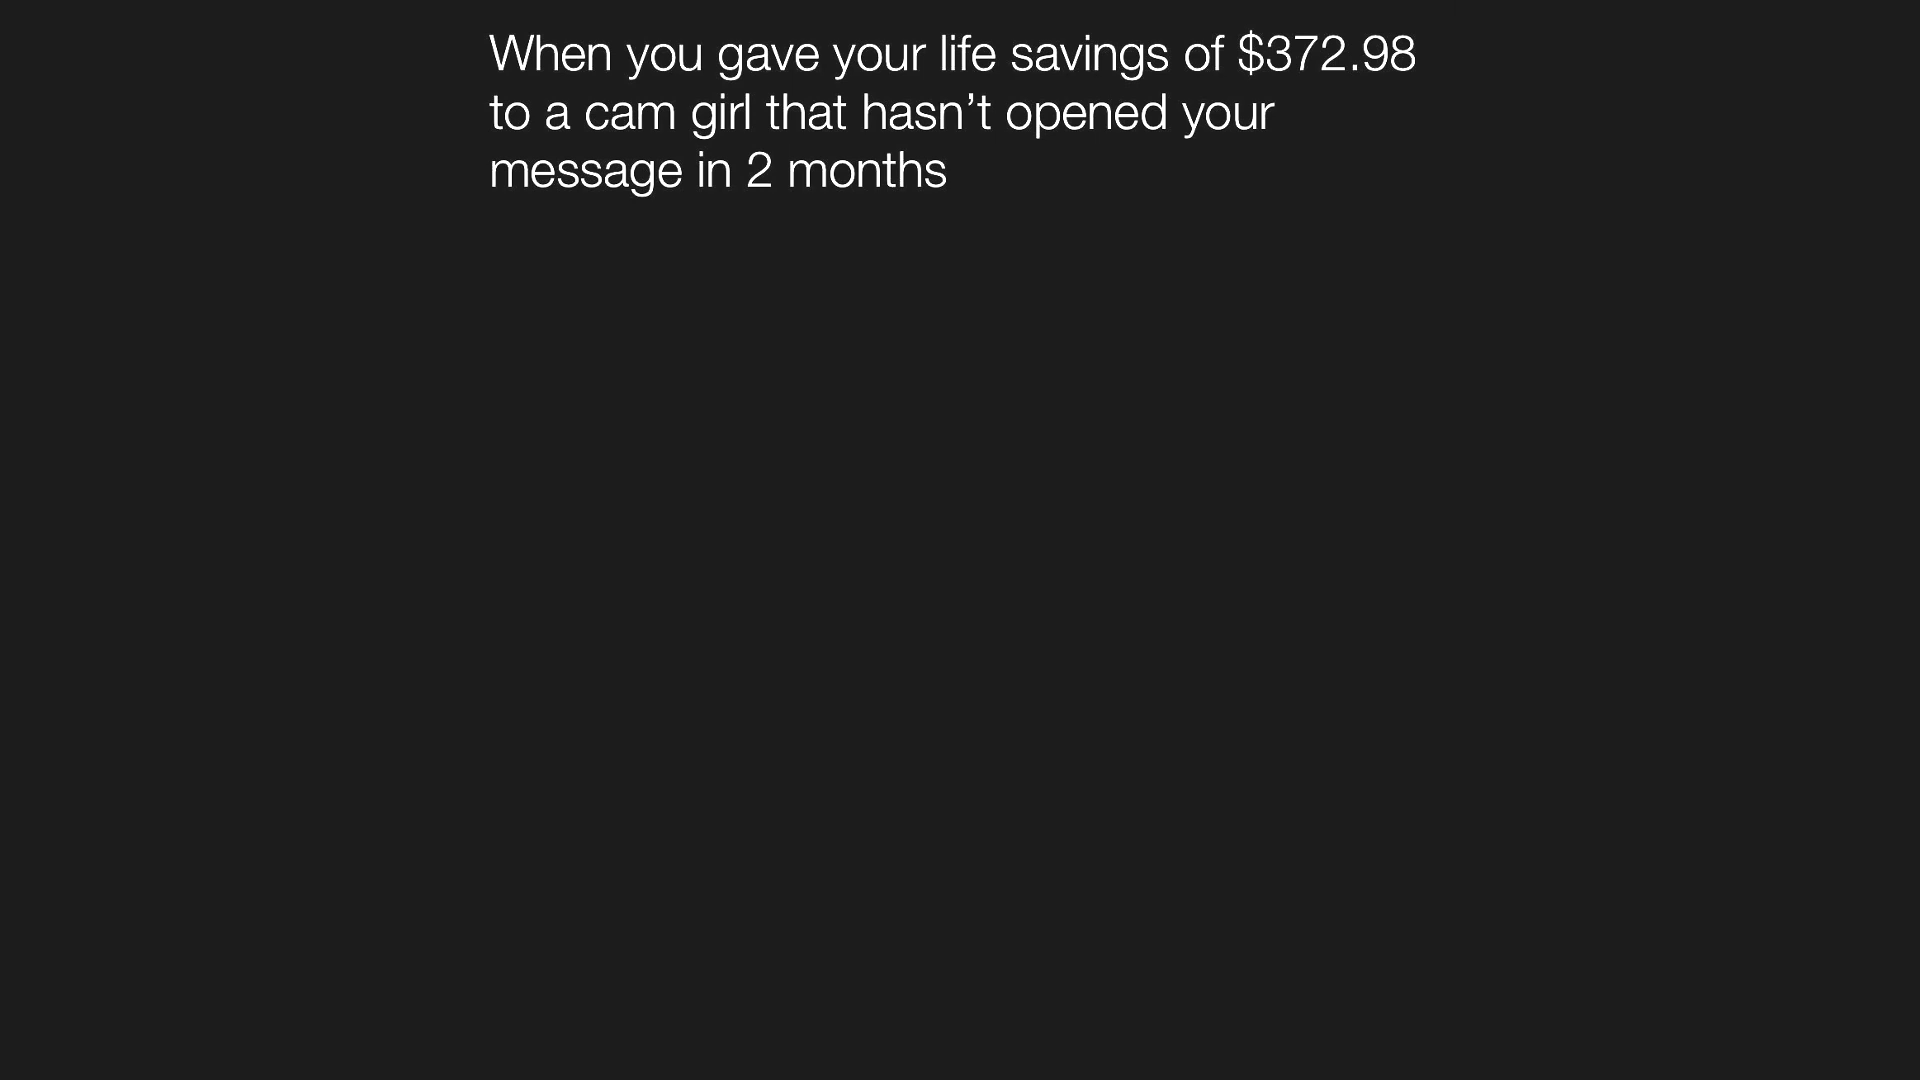 When you gave your life savings of $372.98
to a cam girl that hasn’t opened your
message in 2 months